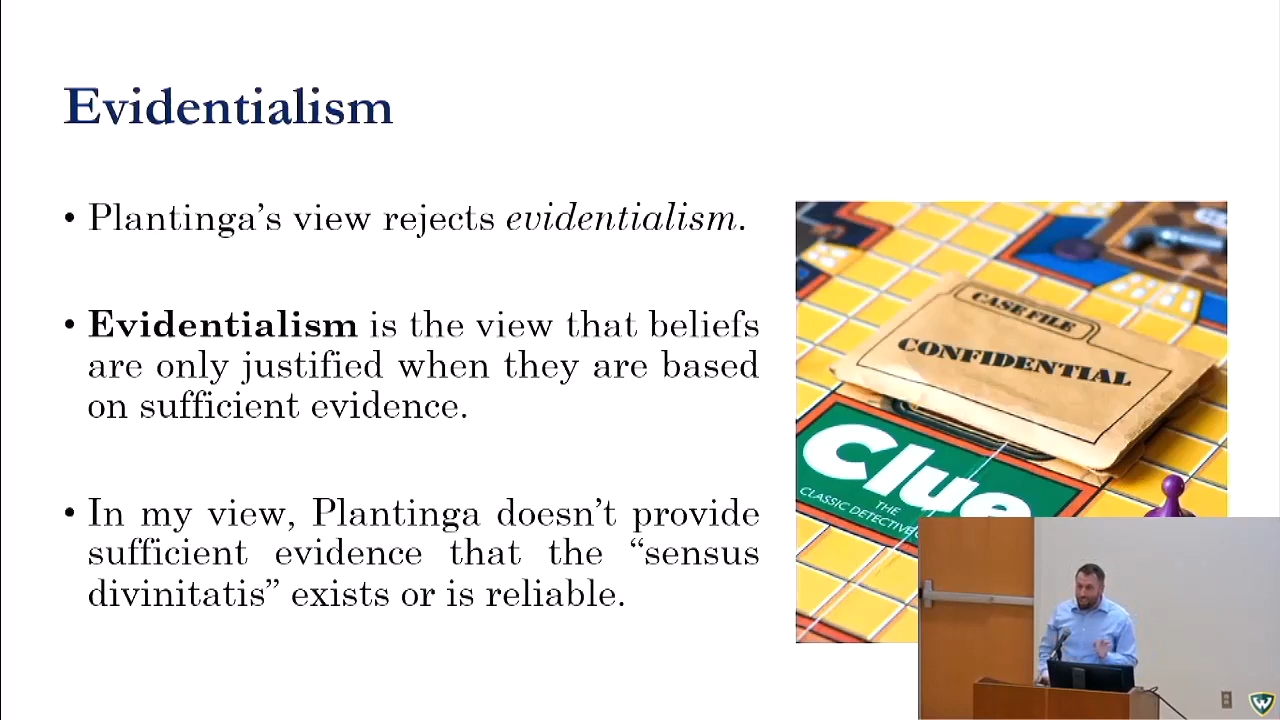 Evidentialism
• Plantinga’s view rejects evidentialism.
• Evidentialism is the view that beliefs
are only justified when they are based
on sufficient evidence.
• In my view, Plantinga doesn’t provide
sufficient evidence that the “sensus
divinitatis” exists or is reliable.
CASE FILE
CONFIDENTIAL
Clue
THE
CLASSIC DETECTIVE
W